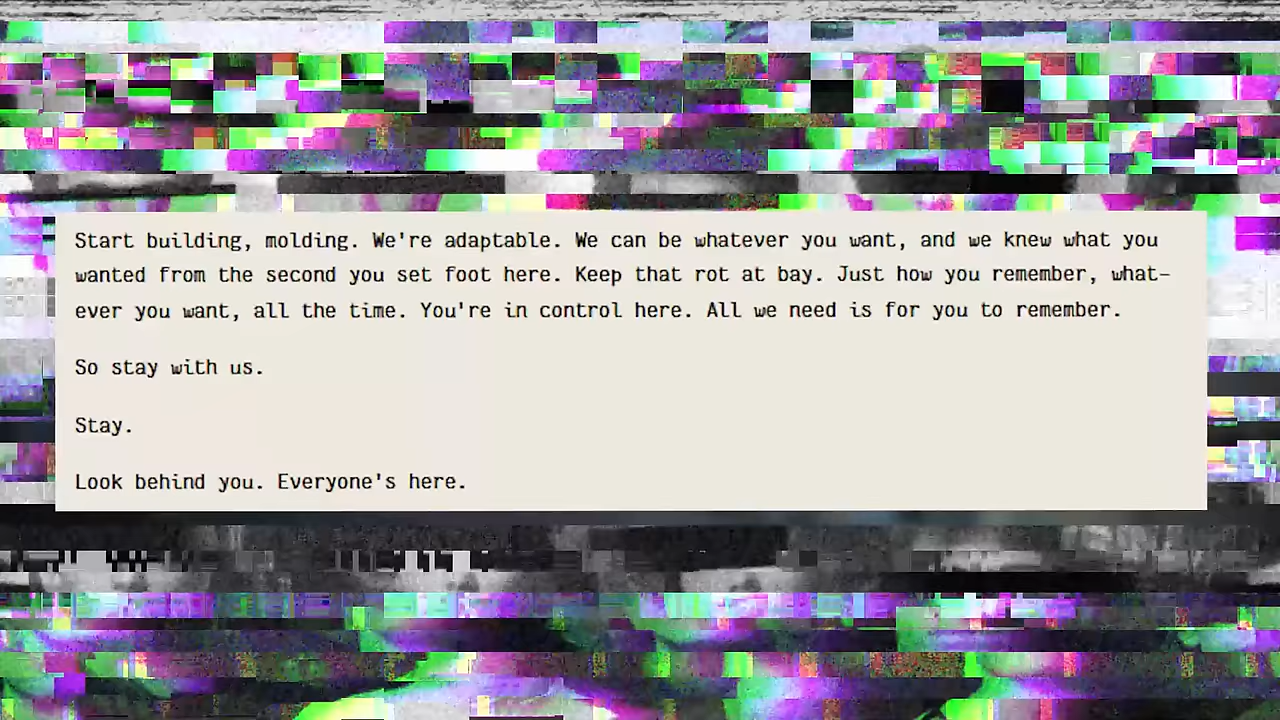 Start building, molding. We're adaptable. We can be whatever you want, and we knew what you
wanted from the second you set foot here. Keep that rot at bay. Just how you remember, what-
ever you want, all the time. You're in control here. All we need is for you to remember.
So stay with us.
Stay.
Look behind you. Everyone's here.